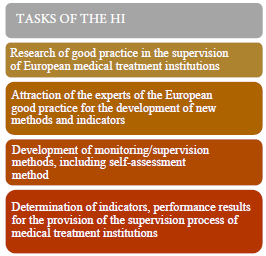 TASKS OF THE HI
Research of good practice in the supervision
of European medical treatment institutions
Attraction of the experts of the European
good practice for the development of new
methods and indicators
Development of monitoring/supervision
methods, including self-assessment
method
Determination of indicators, performance results
for the provision of the supervision process of
medical treatment institutions